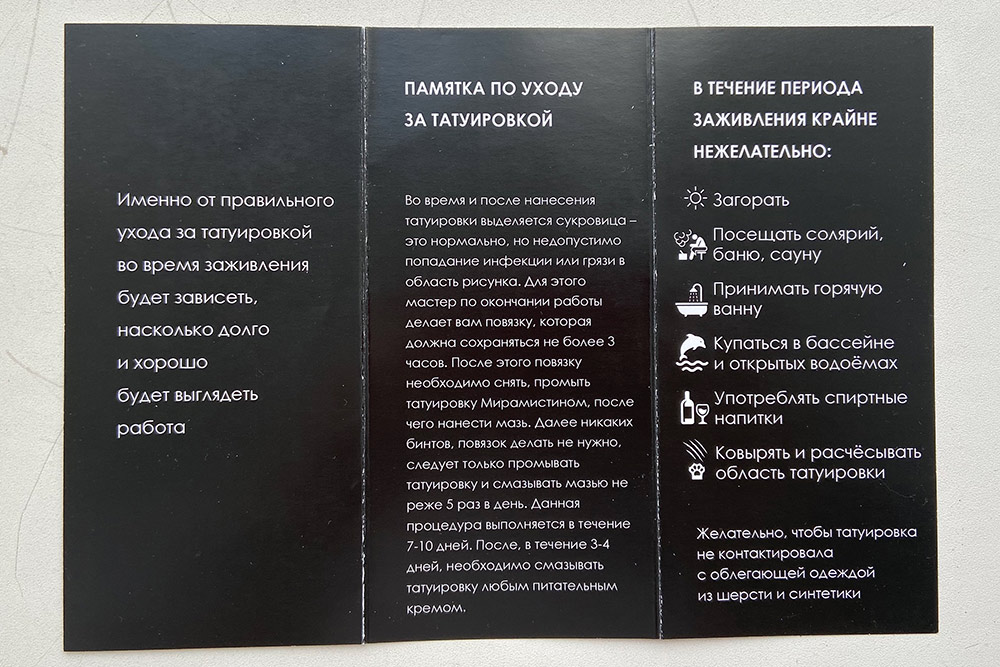 Именно от правильного
ухода за татуировкой
во время заживления
будет зависеть,
насколько долго
и хорошо
будет выглядеть
работа
ПАМЯТКА ПО УХОДУ
ЗА ТАТУИРОВКОЙ
Во время и после нанесения
татуировки выделяется сукровица –
это нормально, но недопустимо
попадание инфекции или грязи в
область рисунка. Для этого
мастер по окончании работы
делает вам повязку, которая
должна сохраняться не более 3
часов. После этого повязку
необходимо снять, промыть
татуировку Мирамистином, после
чего нанести мазь. Далее никаких
бинтов, повязок делать не нужно,
следует только промывать
татуировку и смазывать мазью не
реже 5 раз в день. Данная
процедура выполняется в течение
7-10 дней. После, в течение 3-4
дней, необходимо смазывать
татуировку любым питательным
кремом.
В ТЕЧЕНИЕ ПЕРИОДА
ЗАЖИВЛЕНИЯ КРАЙНЕ
НЕЖЕЛАТЕЛЬНО:
Загорать
Посещать солярий,
баню, сауну
Принимать горячую
ванну
Купаться в бассейне
и открытых водоёмах
Употреблять спиртные
напитки
Ковырять и расчёсывать
область татуировки
Желательно, чтобы татуировка
не контактировала
с облегающей одеждой
из шерсти и синтетики